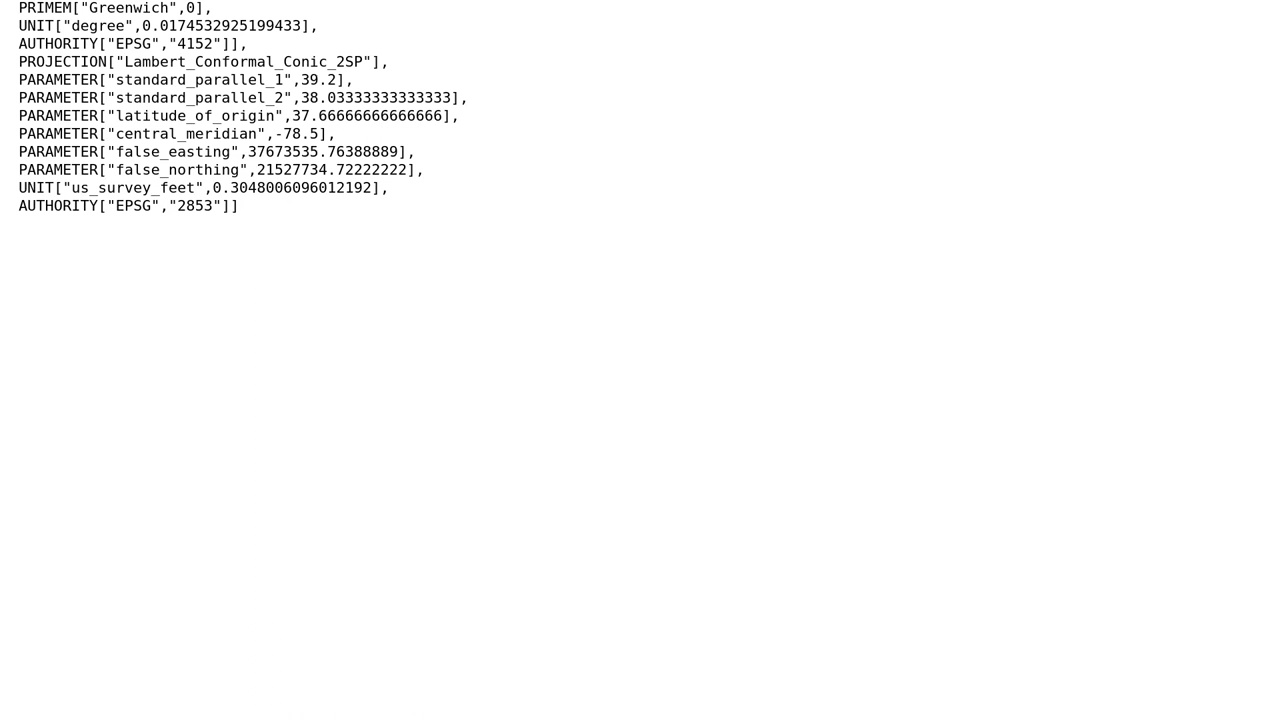 PRIMEM["Greenwich",0],
UNIT["degree",0.0174532925199433],
AUTHORITY["EPSG","4152"]],
PROJECTION["Lambert_Conformal_Conic_2SP"],
PARAMETER["standard_parallel_1",39.2],
PARAMETER["standard_parallel_2",38.03333333333333],
PARAMETER["latitude_of_origin",37.66666666666666],
PARAMETER["central_meridian",-78.5],
PARAMETER["false_easting",37673535.76388889],
PARAMETER["false_northing",21527734.72222222],
UNIT["us_survey_feet",0.3048006096012192],
AUTHORITY["EPSG","2853"]]